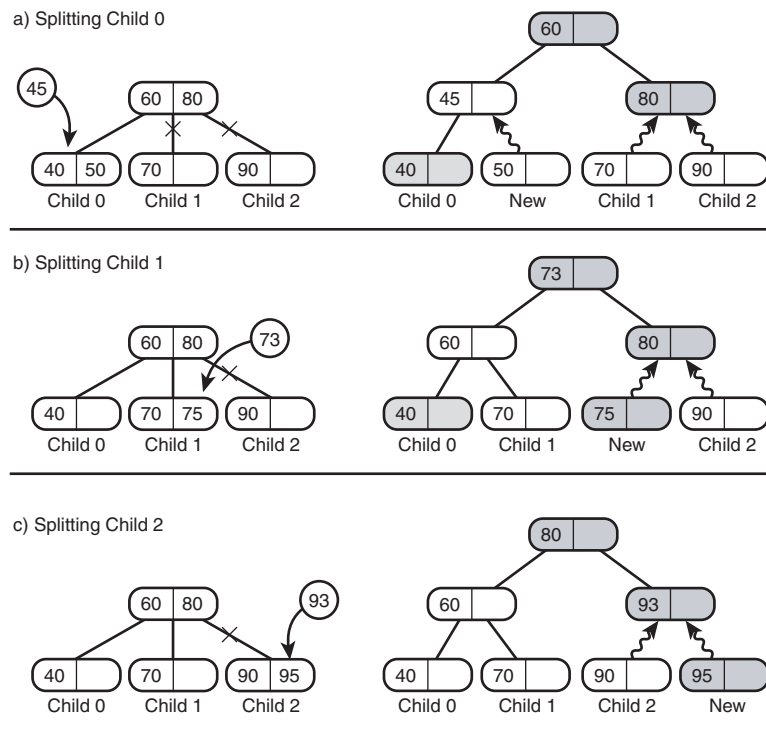 a) Splitting Child 0
60
45
60 80
45
80
40 50
70
90
40
50
70
90
Child 0
Child 1
Child 2
Child 0
New
Child 1
Child 2
b) Splitting Child 1
73
60 80
73
60
80
40
70 75
90
40
70
75
90
Child 0
Child 1
Child 2
Child 0
Child 1
New
Child 2
c) Splitting Child 2
80
60 80
93
60
93
40
70
90 95
40
70
90
95
Child 0
Child 1
Child 2
Child 0
Child 1
Child 2
New